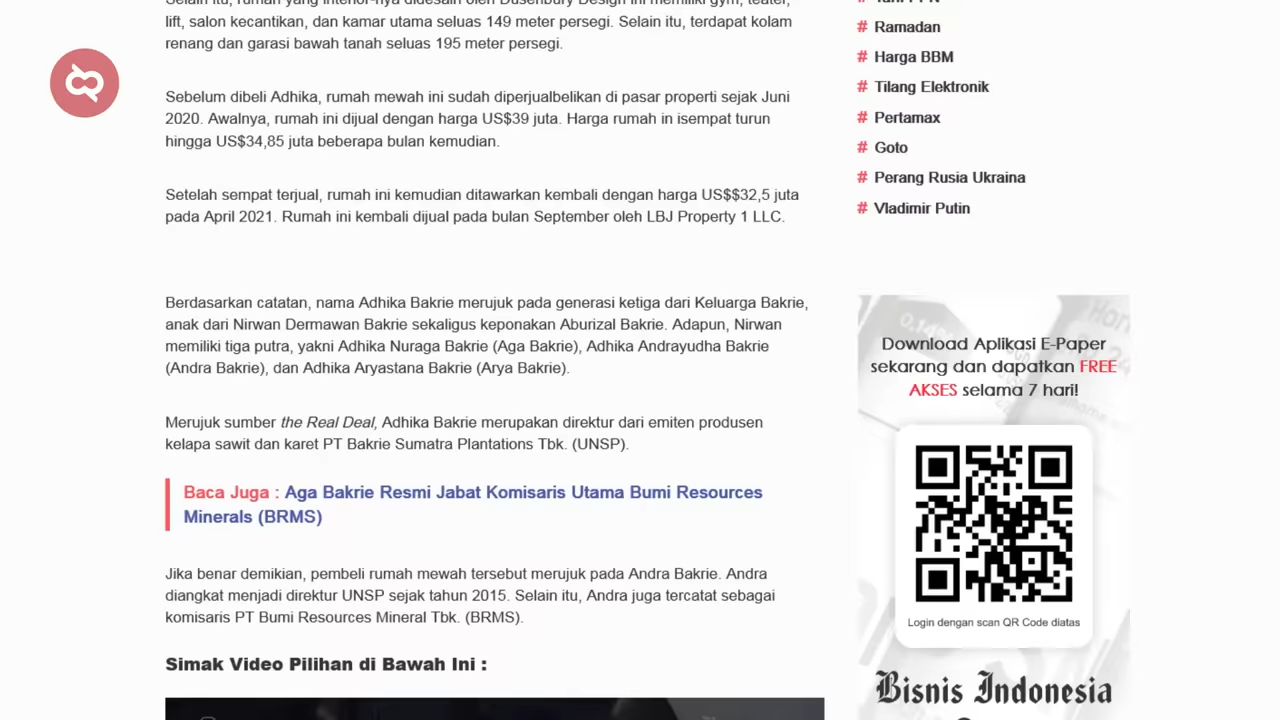 Selain itu, rumah yang interior-nya didesain oleh Dusenbury Design ini memiliki gym, teater,
lift, salon kecantikan, dan kamar utama seluas 149 meter persegi. Selain itu, terdapat kolam
renang dan garasi bawah tanah seluas 195 meter persegi.
Sebelum dibeli Adhika, rumah mewah ini sudah diperjualbelikan di pasar properti sejak Juni
2020. Awalnya, rumah ini dijual dengan harga US$39 juta. Harga rumah in isempat turun
hingga US$34,85 juta beberapa bulan kemudian.
Setelah sempat terjual, rumah ini kemudian ditawarkan kembali dengan harga US$$32,5 juta
pada April 2021. Rumah ini kembali dijual pada bulan September oleh LBJ Property 1 LLC.
Berdasarkan catatan, nama Adhika Bakrie merujuk pada generasi ketiga dari Keluarga Bakrie,
anak dari Nirwan Dermawan Bakrie sekaligus keponakan Aburizal Bakrie. Adapun, Nirwan
memiliki tiga putra, yakni Adhika Nuraga Bakrie (Aga Bakrie), Adhika Andrayudha Bakrie
(Andra Bakrie), dan Adhika Aryastana Bakrie (Arya Bakrie).
Merujuk sumber the Real Deal, Adhika Bakrie merupakan direktur dari emiten produsen
kelapa sawit dan karet PT Bakrie Sumatra Plantations Tbk. (UNSP).
Baca Juga : Aga Bakrie Resmi Jabat Komisaris Utama Bumi Resources
Minerals (BRMS)
Jika benar demikian, pembeli rumah mewah tersebut merujuk pada Andra Bakrie. Andra
diangkat menjadi direktur UNSP sejak tahun 2015. Selain itu, Andra juga tercatat sebagai
komisaris PT Bumi Resources Mineral Tbk. (BRMS).
Simak Video Pilihan di Bawah Ini :
# Ramadan
# Harga BBM
# Tilang Elektronik
# Pertamax
# Goto
# Perang Rusia Ukraina
# Vladimir Putin
Download Aplikasi E-Paper
sekarang dan dapatkan FREE
AKSES selama 7 hari!
Login dengan scan QR Code diatas
Bisnis Indonesia